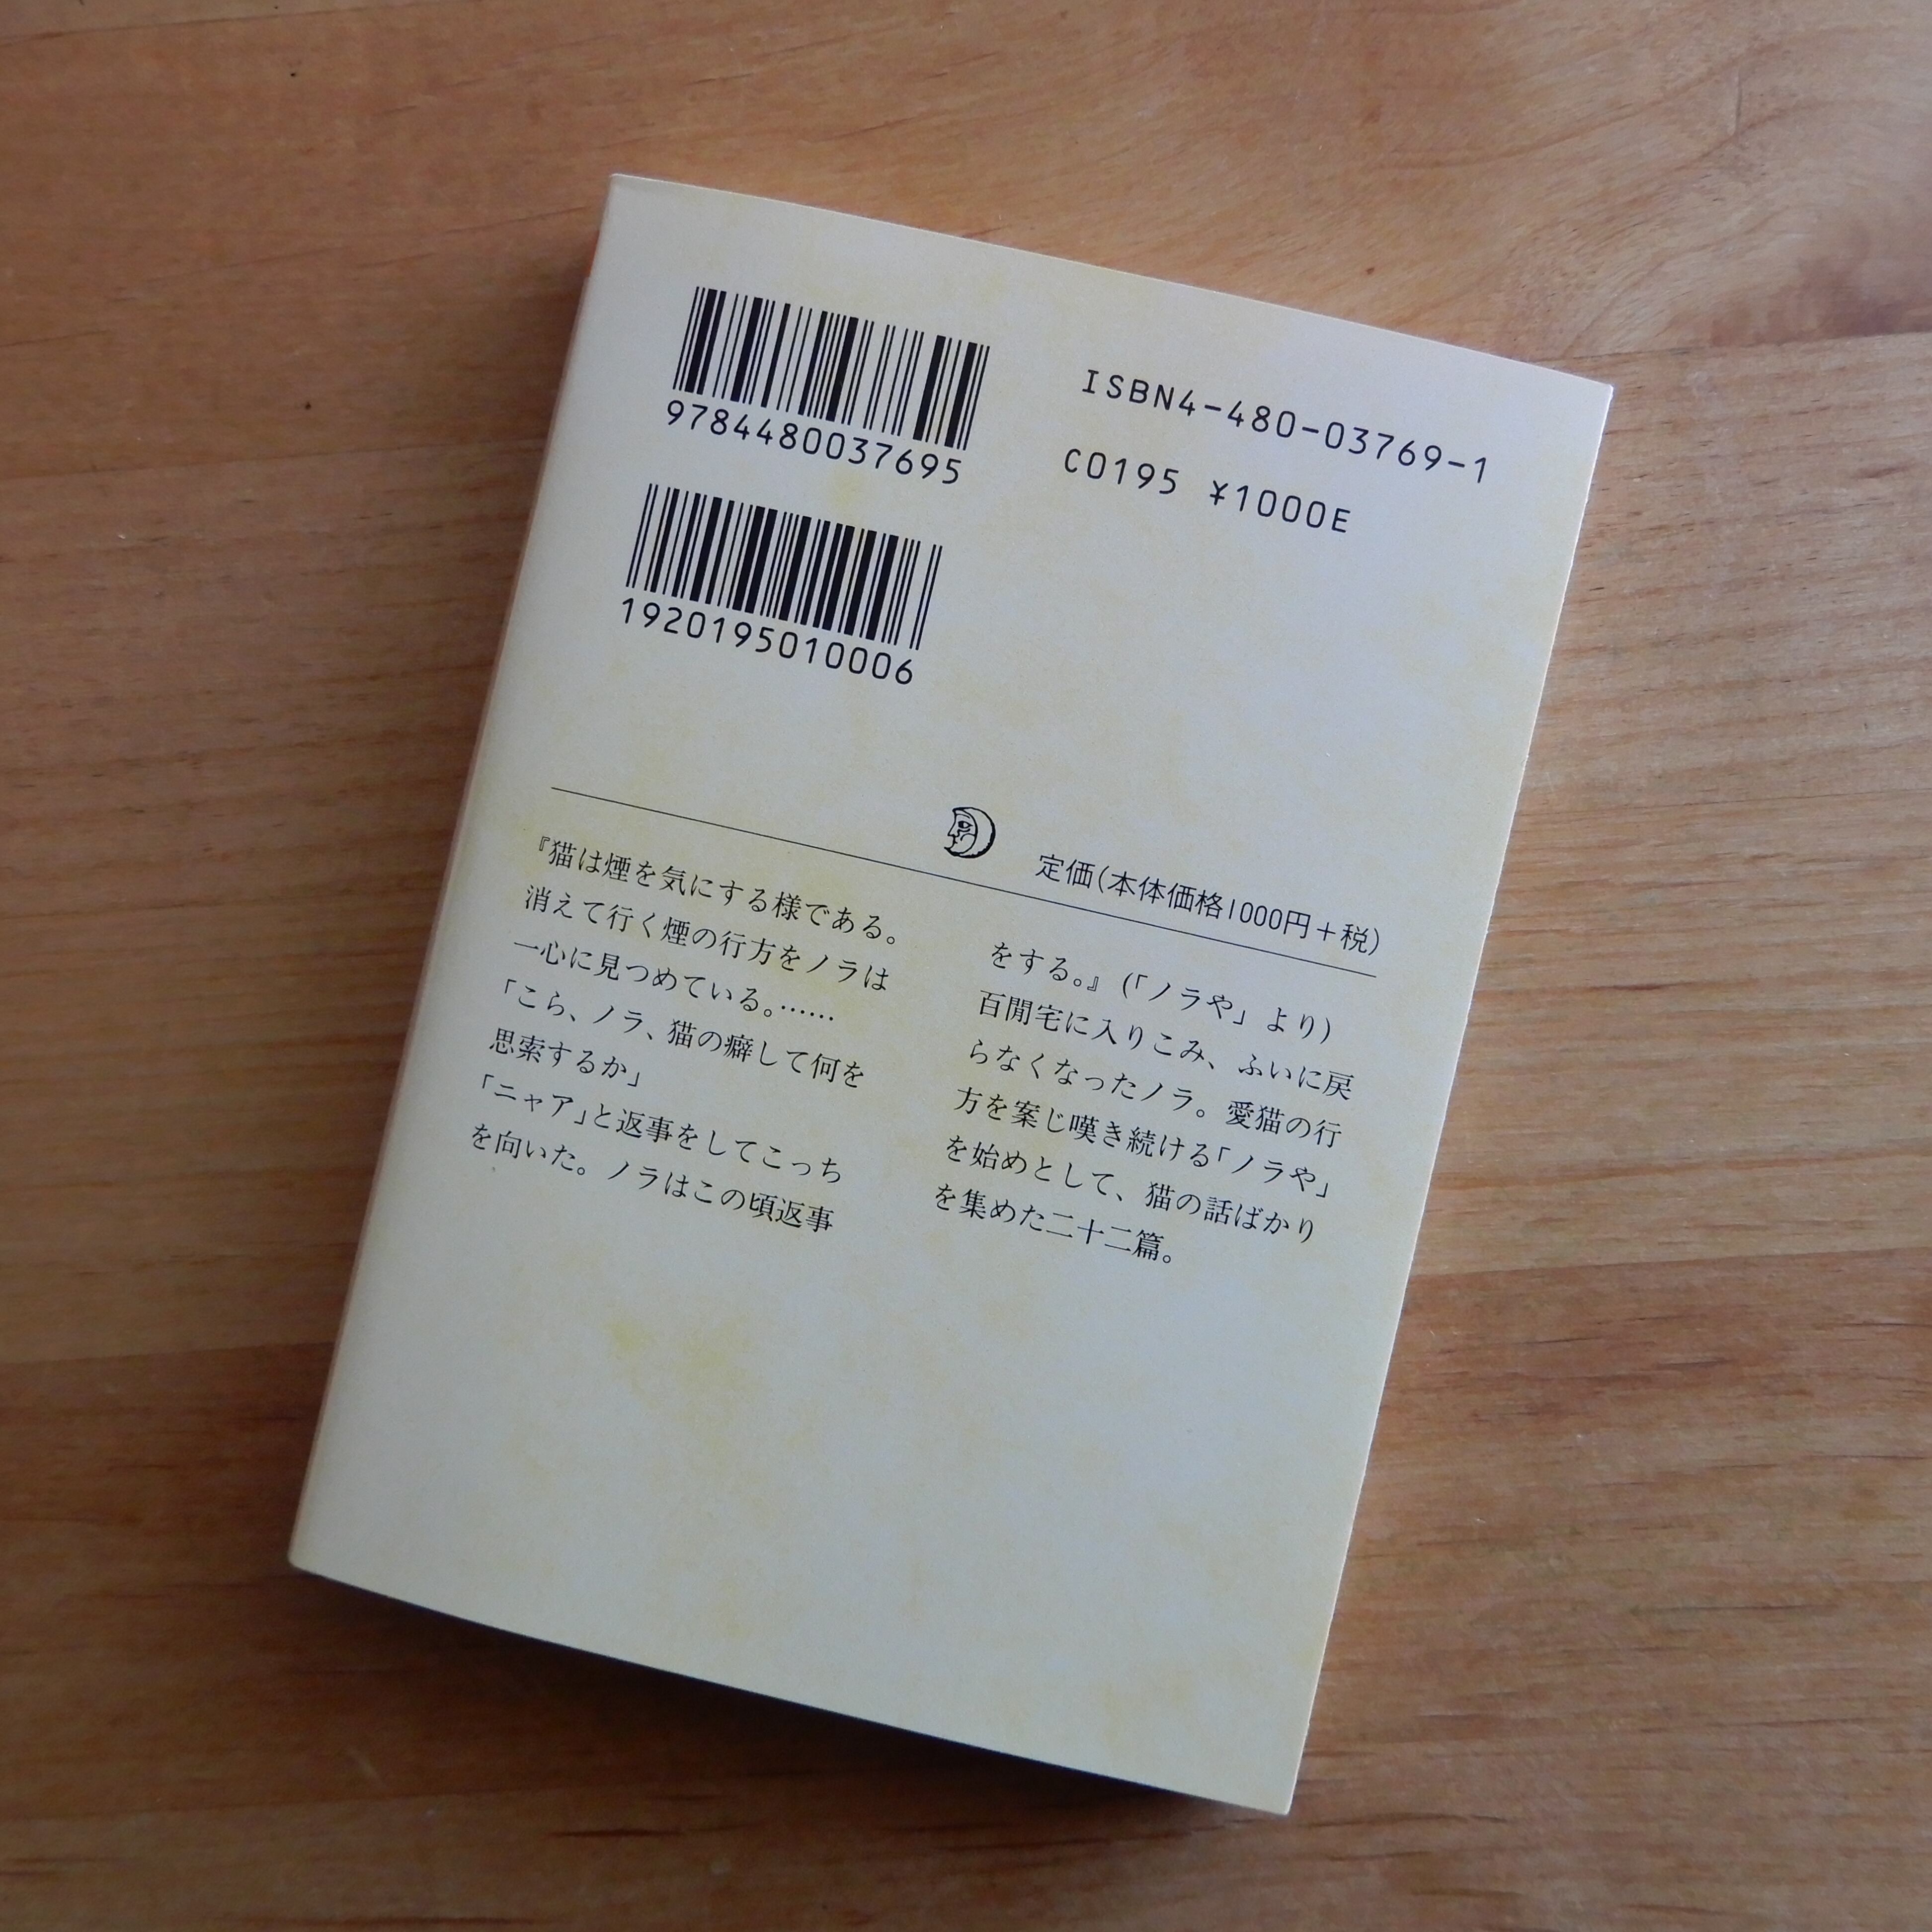 9784480037695
ISBN4-480-03769-1
C0195 ¥1000E
1920195010006
定価(本体価格1000円+税)
『猫は煙を気にする様である。
消えて行く煙の行方をノラは
一心に見つめている。……
「こら、ノラ、猫の癖して何を
思索するか」
「ニャア」と返事をしてこっち
を向いた。ノラはこの頃返事
をする。』(「ノラや」より)
百閒宅に入りこみ、ふいに戻
らなくなったノラ。愛猫の行
方を案じ嘆き続ける「ノラや」
を始めとして、猫の話ばかり
を集めた二十二篇。